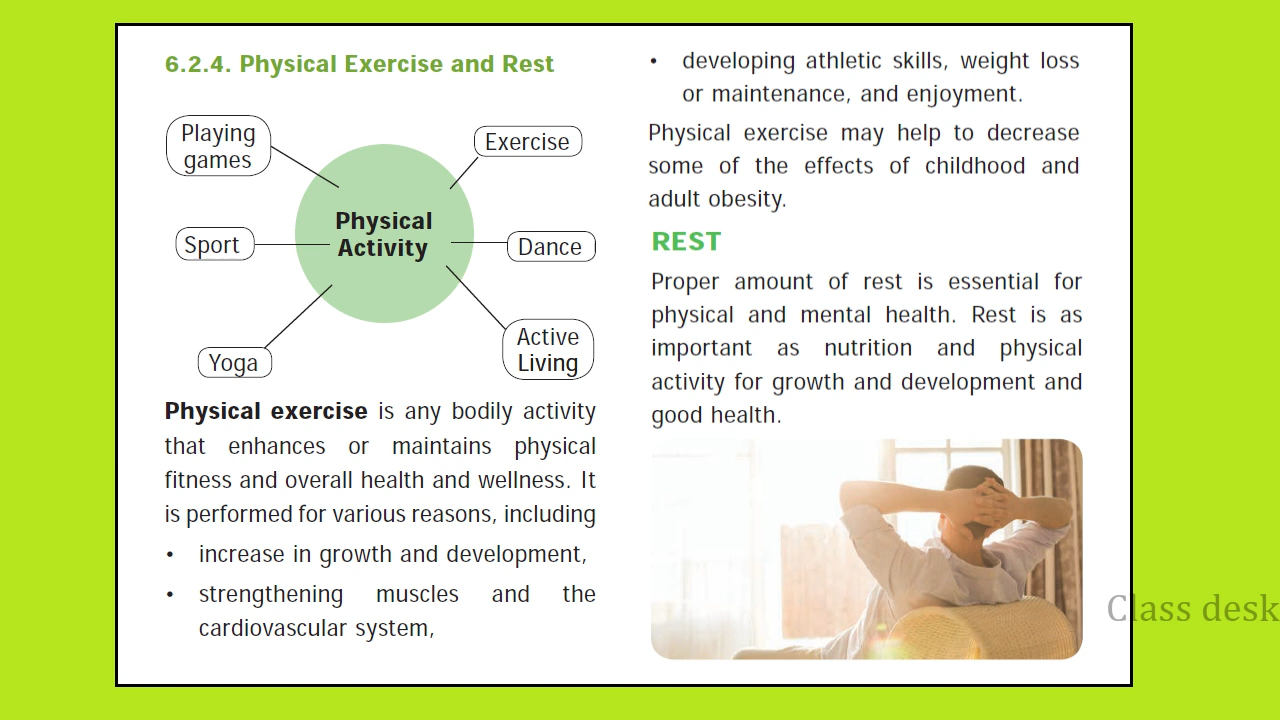 6.2.4. Physical Exercise and Rest
Playing
games
Exercise
Physical
Activity
Sport
Dance
Yoga
Active
Living
Physical exercise is any bodily activity
that enhances or maintains physical
fitness and overall health and wellness. It
is performed for various reasons, including
• increase in growth and development,
• strengthening muscles and the
cardiovascular system,
• developing athletic skills, weight loss
or maintenance, and enjoyment.
Physical exercise may help to decrease
some of the effects of childhood and
adult obesity.
REST
Proper amount of rest is essential for
physical and mental health. Rest is as
important as nutrition and physical
activity for growth and development and
good health.
Class desk